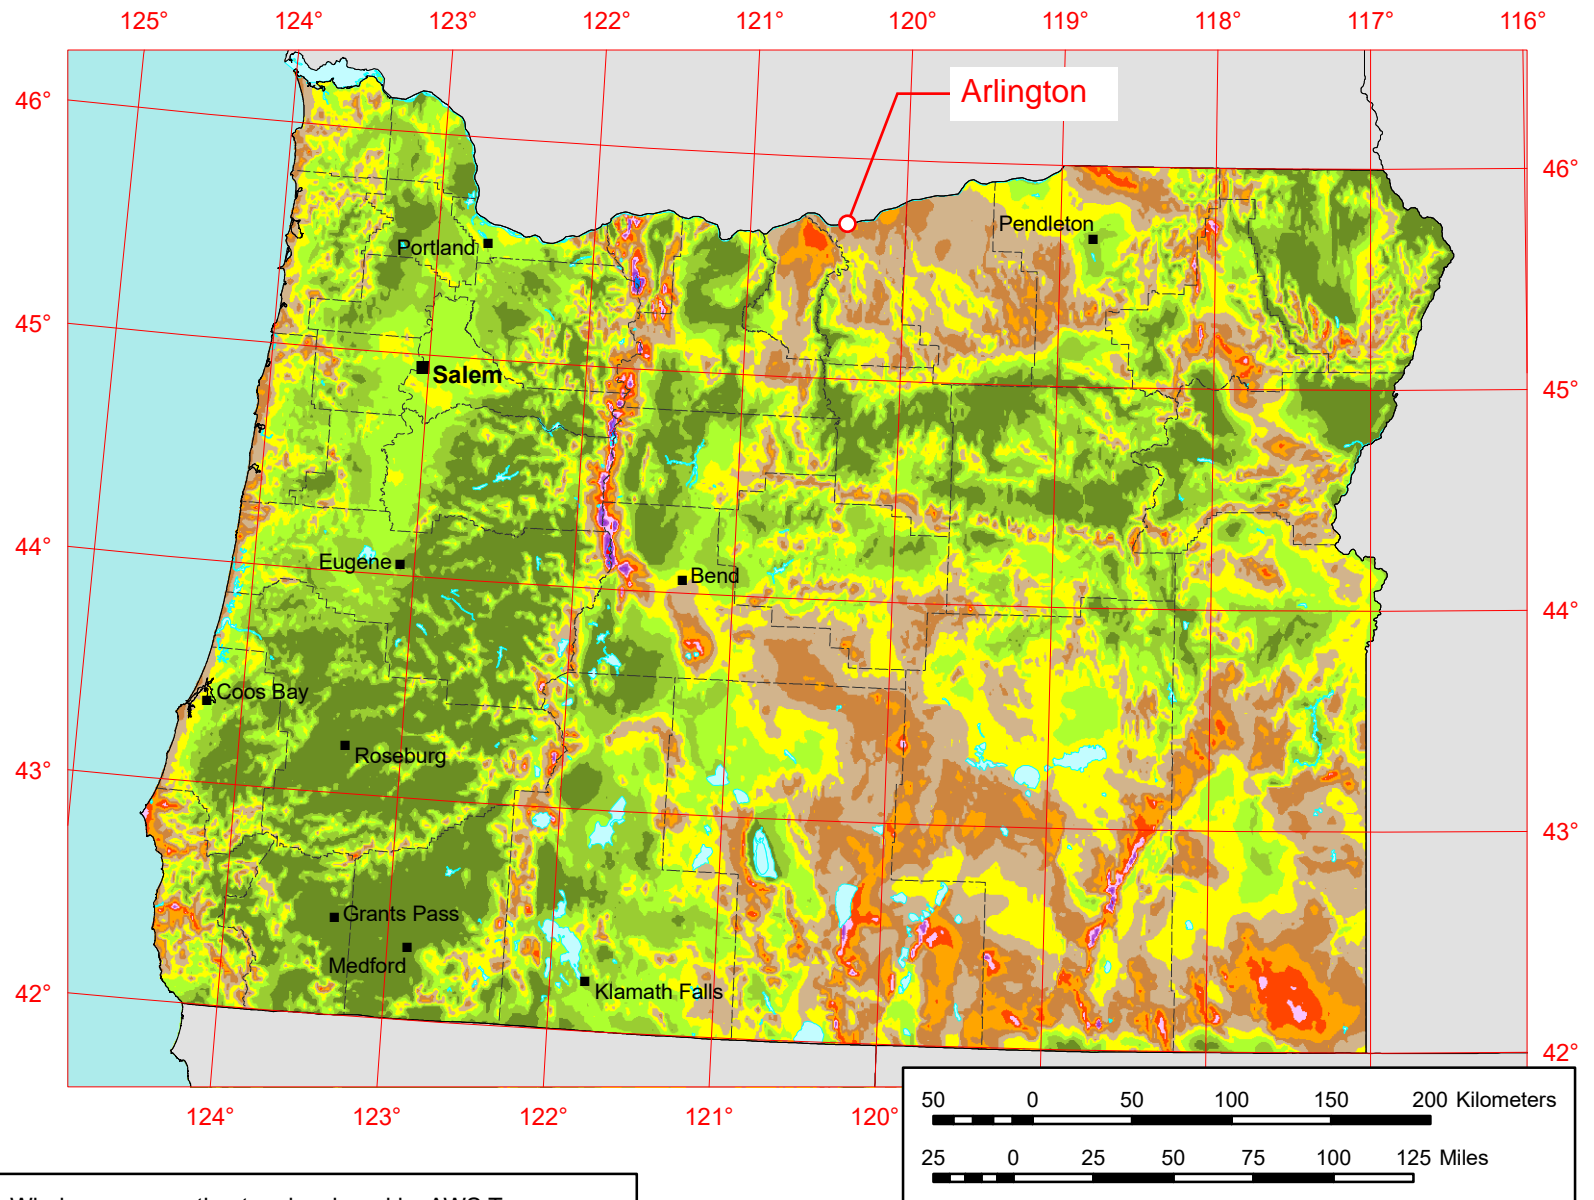 125° 124° 123° 122° 121° 120° 119° 118° 117° 116°
Arlington
46°
46°
Pendleton
Portland
45°
Salem
45°
44°
Eugene
Bend
44°
Coos Bay
Roseburg
43°
43°
Grants Pass
Medford
42°
Klamath Falls
42°
124° 123° 122° 121° 120°
50 0 50 100 150 200 Kilometers
25 0 25 50 75 100 125 Miles